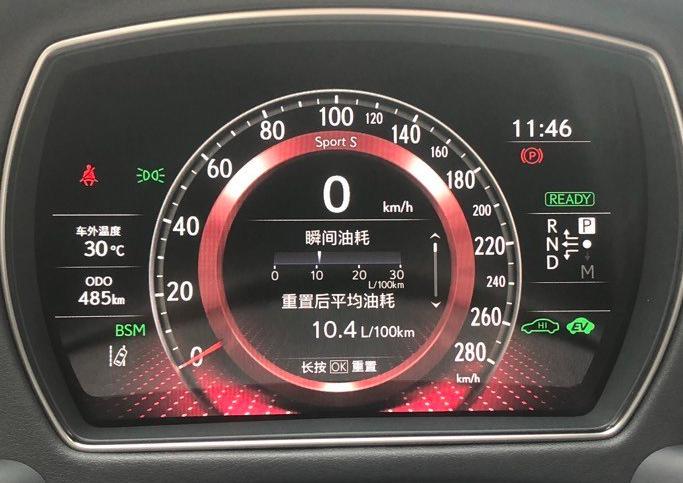 11:46
P
READY
车外温度
30℃
ODO
485km
BSM
0
20
40
60
80
100
120
140
160
180
200
220
240
260
280
km/h
Sport S
0 km/h
瞬间油耗
0 10 20 30
L/100km
重置后平均油耗
10.4 L/100km
长按 OK 重置
R P
N
D M
HI EV